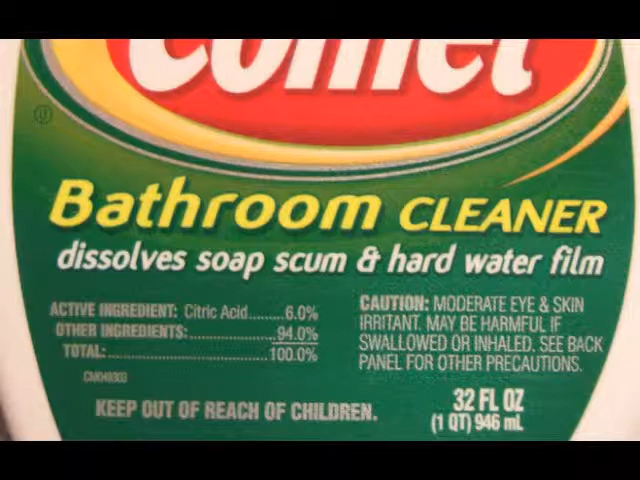 Comet
Bathroom CLEANER
dissolves soap scum & hard water film
ACTIVE INGREDIENT: Citric Acid.........6.0%
OTHER INGREDIENTS:......................94.0%
TOTAL:........................................100.0%
CAUTION: MODERATE EYE & SKIN
IRRITANT. MAY BE HARMFUL IF
SWALLOWED OR INHALED. SEE BACK
PANEL FOR OTHER PRECAUTIONS.
KEEP OUT OF REACH OF CHILDREN.
32 FL OZ
(1 QT) 946 mL